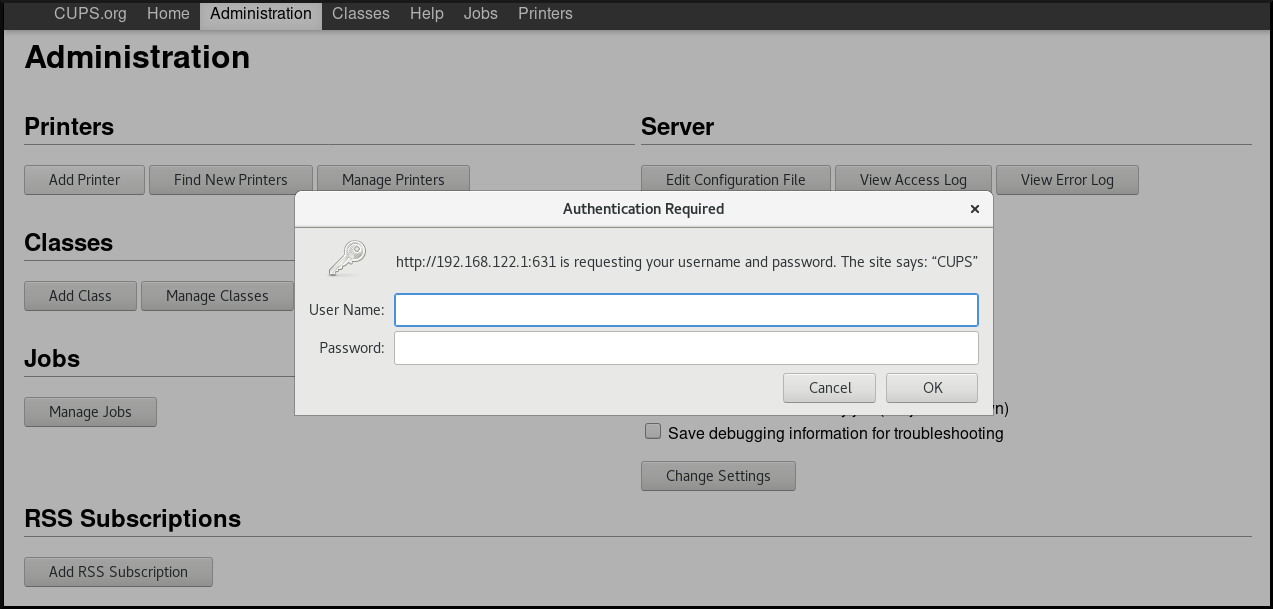 CUPS.org Home Administration Classes Help Jobs Printers
Administration
Printers
Add Printer Find New Printers Manage Printers
Classes
Add Class Manage Classes
Jobs
Manage Jobs
RSS Subscriptions
Add RSS Subscription
Server
Edit Configuration File View Access Log View Error Log
Save debugging information for troubleshooting
Change Settings
Authentication Required
http://192.168.122.1:631 is requesting your username and password. The site says: “CUPS”
User Name:
Password:
Cancel OK